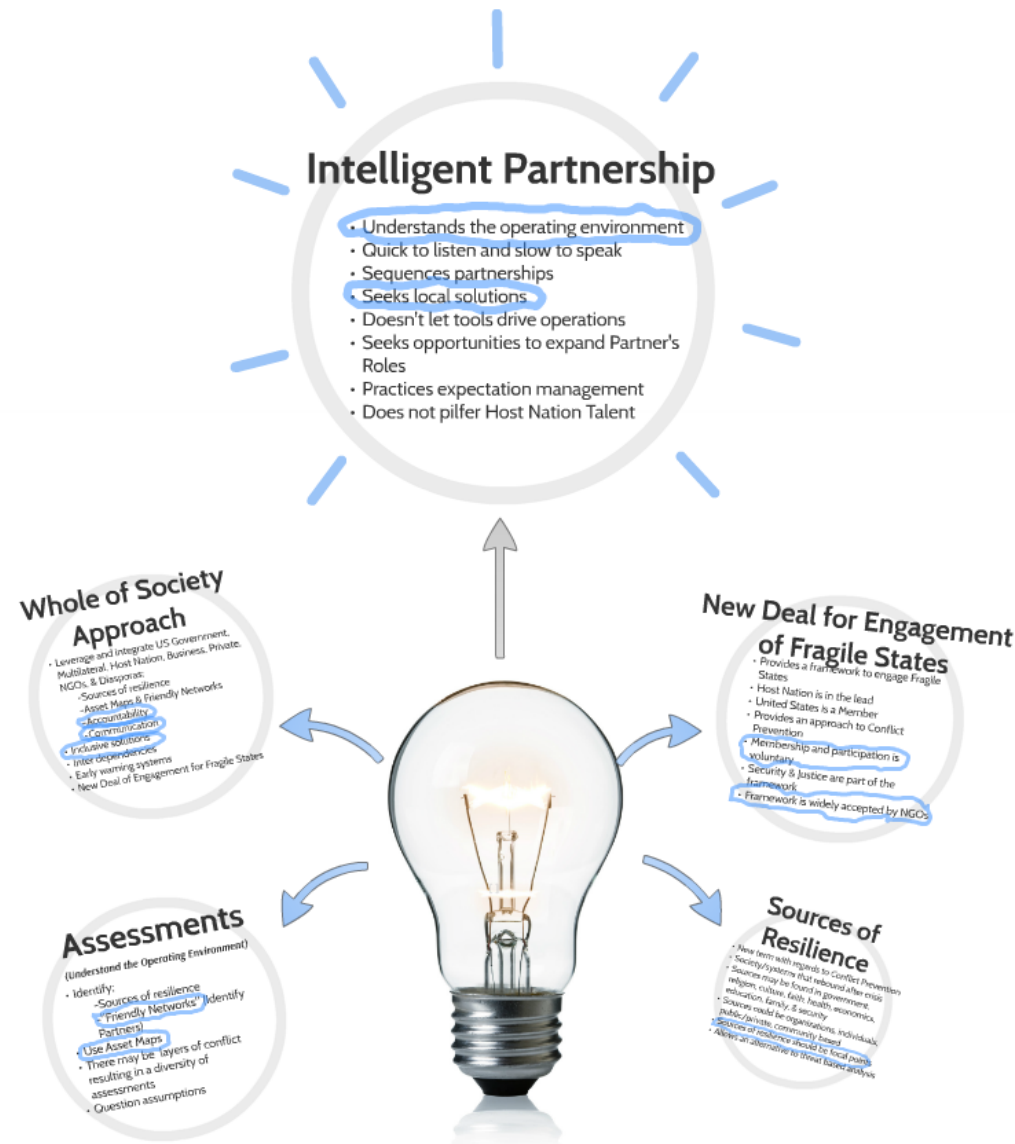 Intelligent Partnership
• Understands the operating environment
• Quick to listen and slow to speak
• Sequences partnerships
• Seeks local solutions
• Doesn't let tools drive operations
• Seeks opportunities to expand Partner's
Roles
• Practices expectation management
• Does not pilfer Host Nation Talent
Whole of Society
Approach
• Leverage and integrate US Government,
Multilateral, Host Nation, Business, Private,
NGOs, & Diasporas:
-Sources of resilience
-Asset Maps & Friendly Networks
-Accountability
-Communication
• Inclusive solutions
• Inter dependencies
• Early warning systems
• New Deal of Engagement for Fragile States
New Deal for Engagement
of Fragile States
• Provides a framework to engage Fragile
States
• Host Nation is in the lead
• United States is a Member
• Provides an approach to Conflict
Prevention
• Membership and participation is
voluntary
• Security & Justice are part of the
framework
• Framework is widely accepted by NGOs
Assessments
(Understand the Operating Environment)
• Identify:
-Sources of resilience
-"Friendly Networks" (Identify
Partners)
• Use Asset Maps
• There may be layers of conflict
resulting in a diversity of
assessments
• Question assumptions
Sources of
Resilience
• New term with regards to Conflict Prevention
• Society/systems that rebound after crisis
• Sources may be found in government,
religion, culture, faith, health, economics,
education, family, & security
• Sources could be organizations, individuals,
public/private, community based
• Sources of resilience should be focal points
• Allows an alternative to threat based analysis